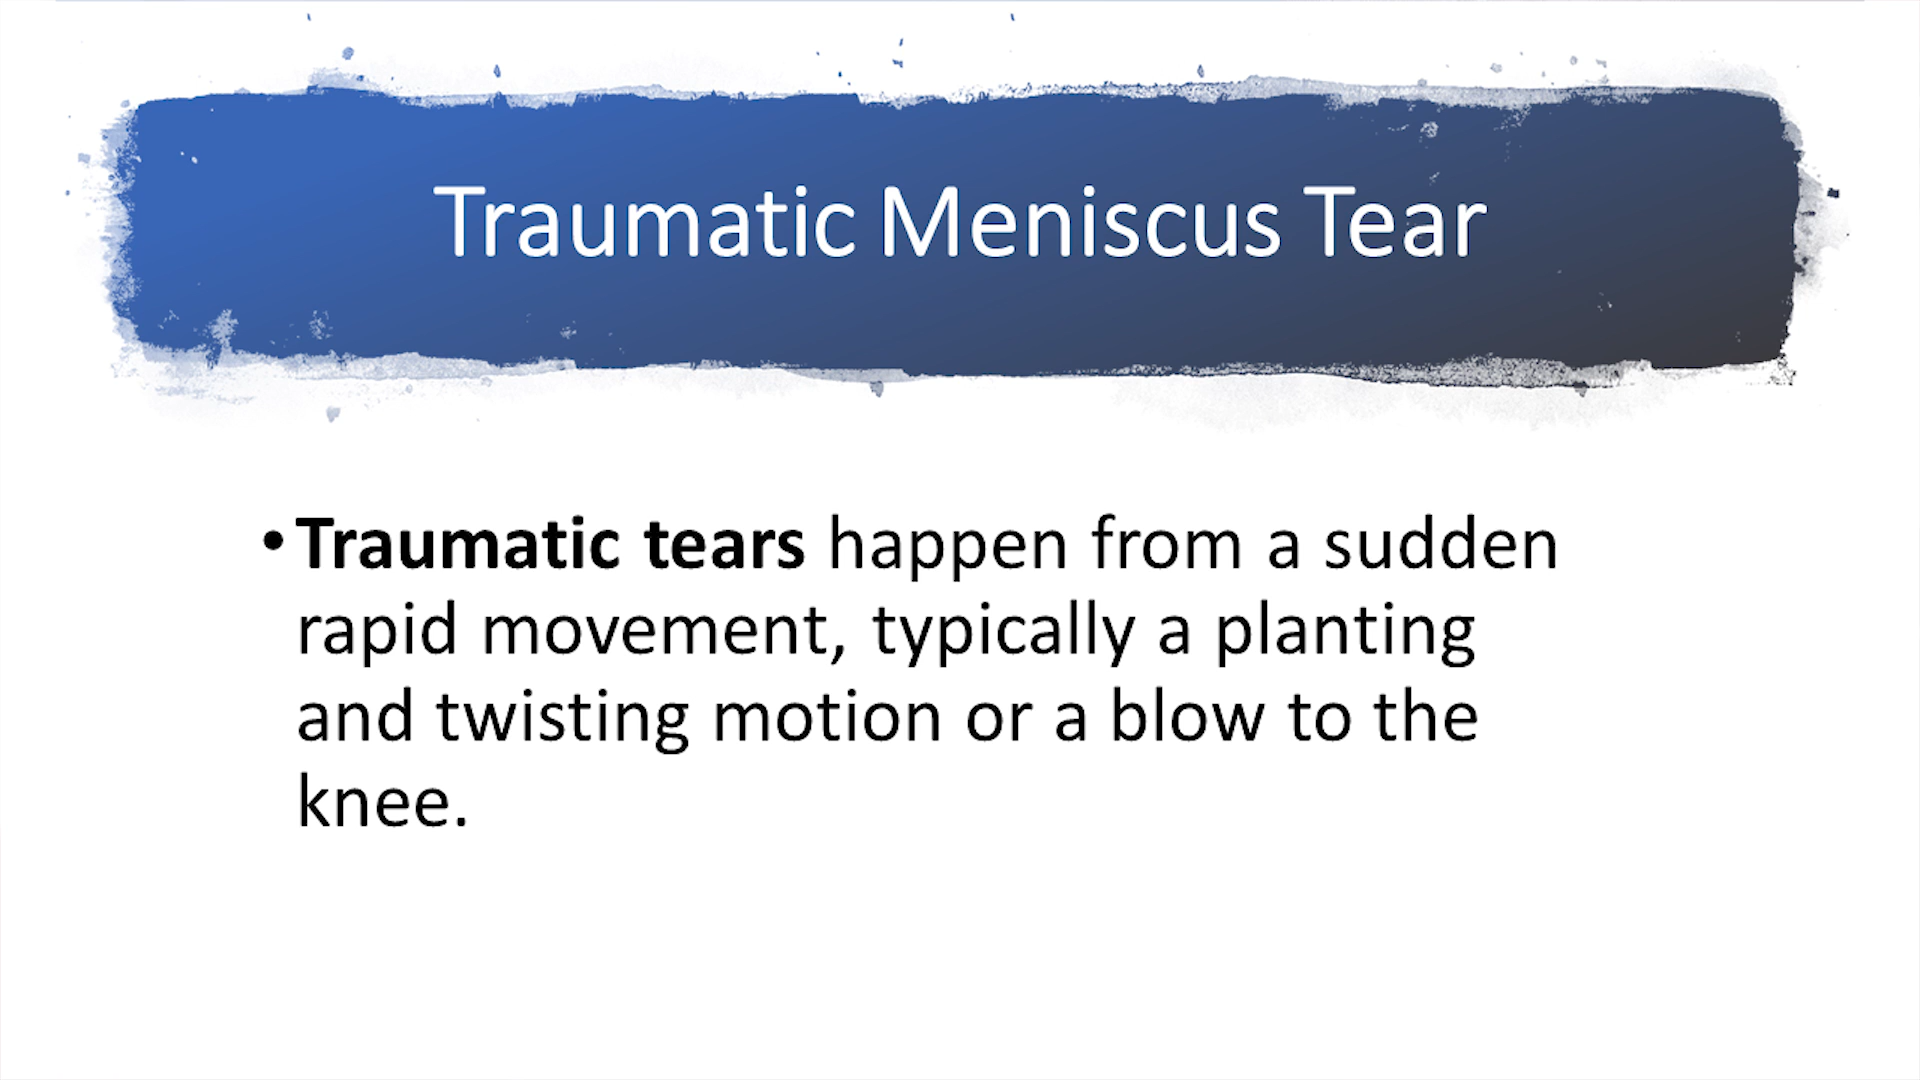 Traumatic Meniscus Tear
•Traumatic tears happen from a sudden
rapid movement, typically a planting
and twisting motion or a blow to the
knee.